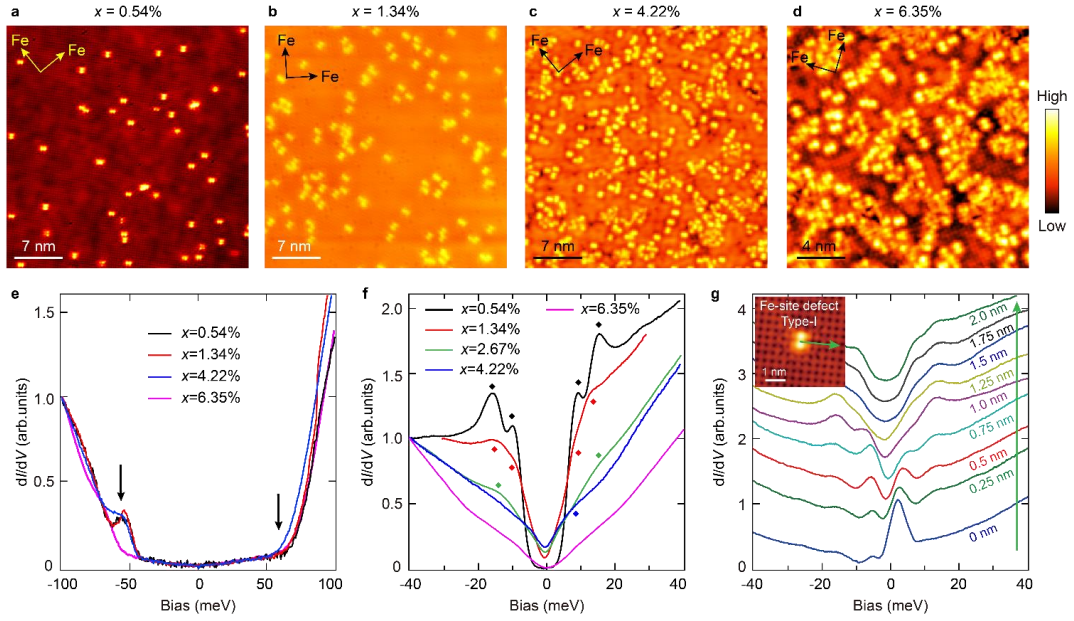 a x = 0.54%
b x = 1.34%
c x = 4.22%
d x = 6.35%
Fe
Fe
7 nm
Fe
Fe
7 nm
Fe
Fe
7 nm
Fe
Fe
4 nm
High
Low
e
1.5
1.0
0.5
0
-100 -50 0 50 100
dI/dV (arb.units)
Bias (meV)
x=0.54%
x=1.34%
x=4.22%
x=6.35%
f
2.0
1.5
1.0
0.5
0.0
-40 -20 0 20 40
dI/dV (arb.units)
Bias (meV)
x=0.54%
x=1.34%
x=2.67%
x=4.22%
x=6.35%
g
4
3
2
1
0
-40 -20 0 20 40
dI/dV (arb.units)
Bias (meV)
Fe-site defect
Type-I
1 nm
2.0 nm
1.75 nm
1.5 nm
1.25 nm
1.0 nm
0.75 nm
0.5 nm
0.25 nm
0 nm